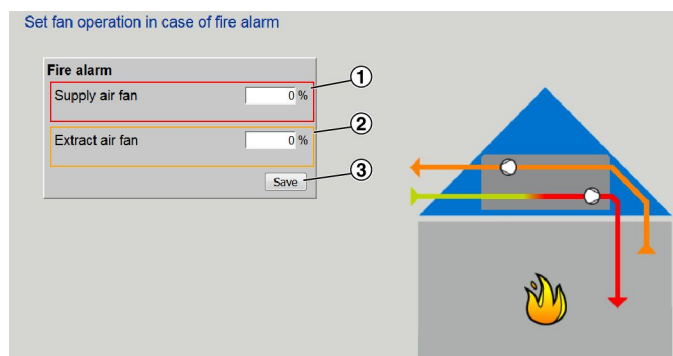 Set fan operation in case of fire alarm
Fire alarm
Supply air fan 0 % 1
Extract air fan 0 % 2
Save 3